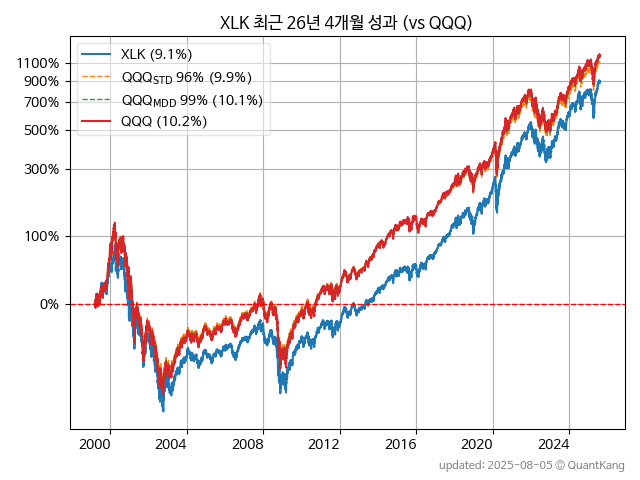 XLK 최근 26년 4개월 성과 (vs QQQ)
XLK (9.1%)
QQQSTD 96% (9.9%)
QQQMDD 99% (10.1%)
QQQ (10.2%)
1100%
900%
700%
500%
300%
100%
0%
2000 2004 2008 2012 2016 2020 2024
updated: 2025-08-05 © QuantKang